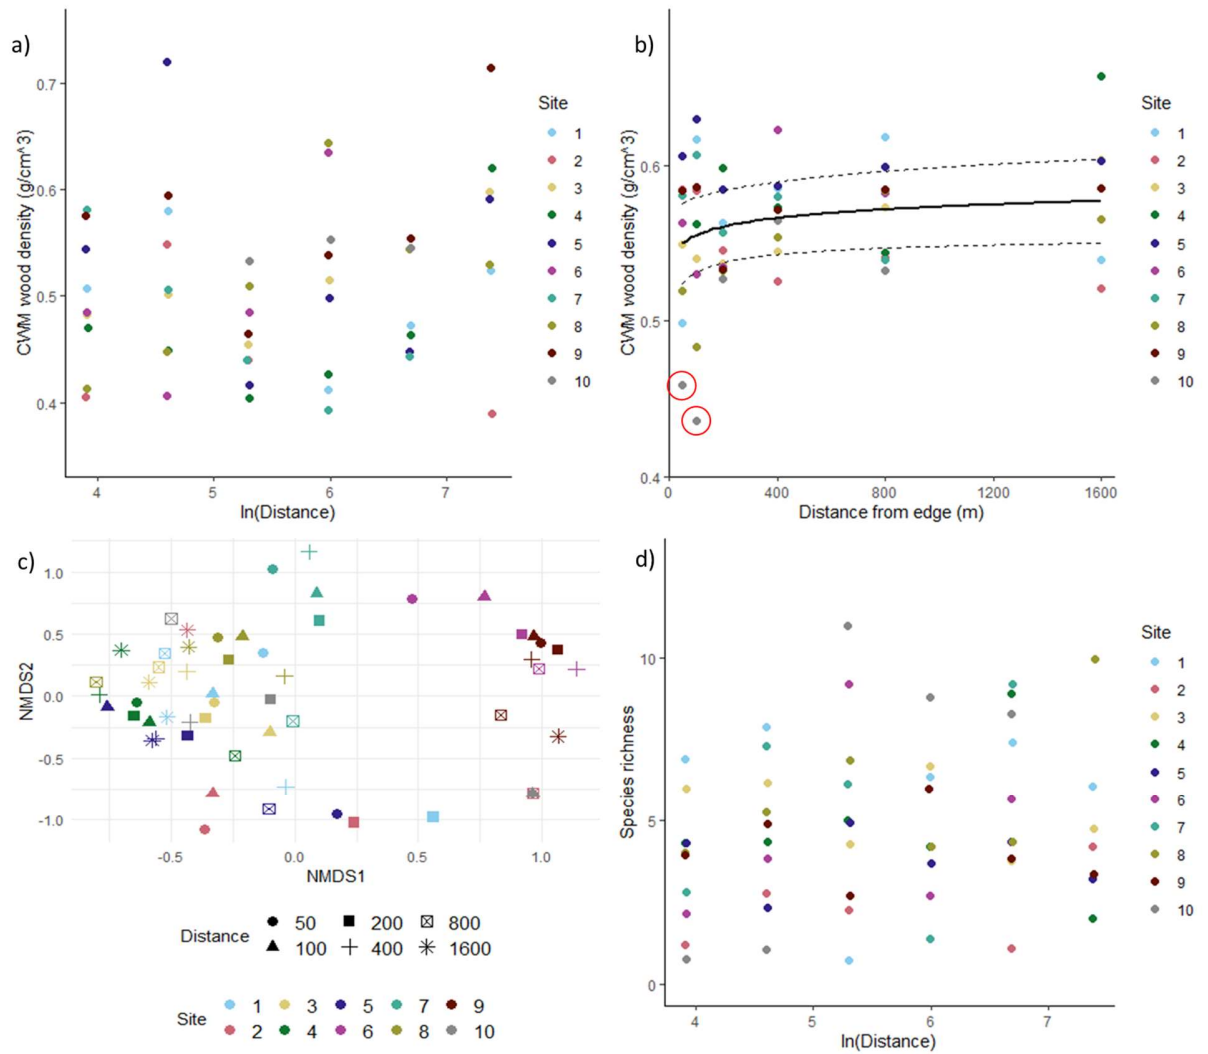 a)
CWM wood density (g/cm^3)
0.7
0.6
0.5
0.4
4 5 6 7
ln(Distance)
Site
1
2
3
4
5
6
7
8
9
10
b)
CWM wood density (g/cm^3)
0.6
0.5
0.4
0 400 800 1200 1600
Distance from edge (m)
Site
1
2
3
4
5
6
7
8
9
10
c)
NMDS2
1.0
0.5
0.0
-0.5
-1.0
-0.5 0.0 0.5 1.0
NMDS1
Distance 50 200 800
100 400 1600
Site 1 3 5 7 9
2 4 6 8 10
d)
Species richness
10
5
0
4 5 6 7
ln(Distance)
Site
1
2
3
4
5
6
7
8
9
10